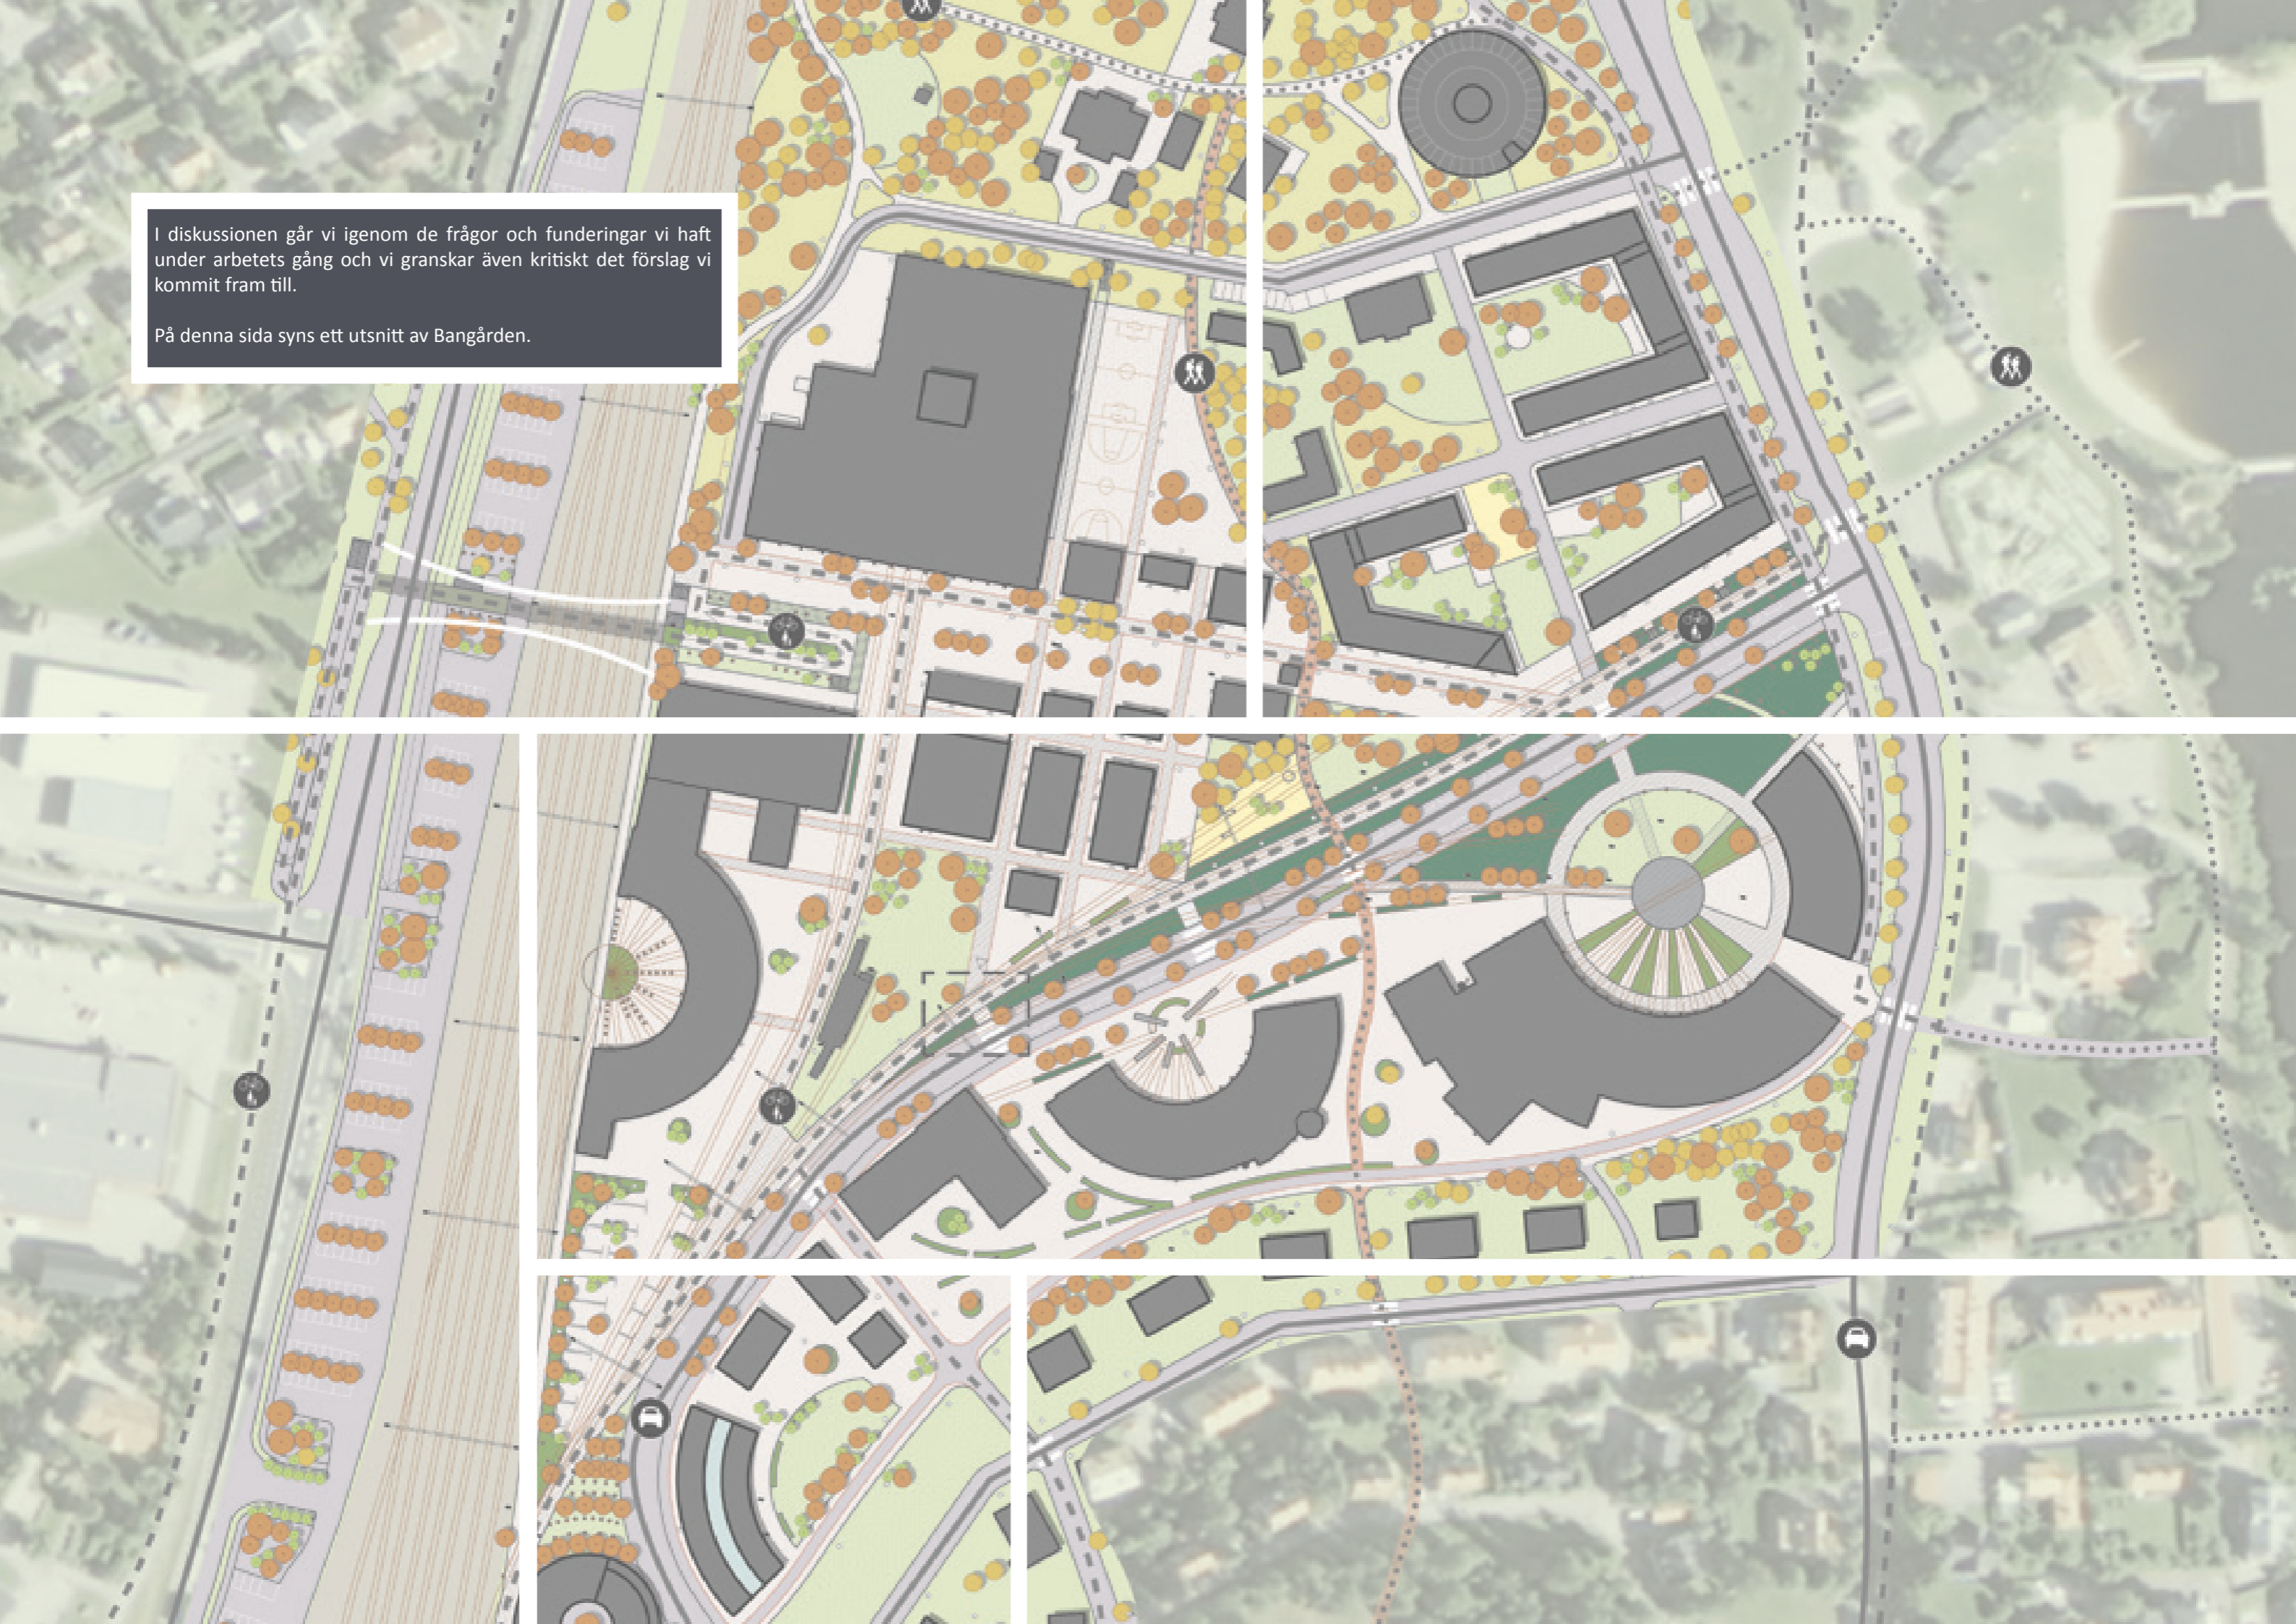 I diskussionen går vi igenom de frågor och funderingar vi haft
under arbetets gång och vi granskar även kritiskt det förslag vi
kommit fram till.
På denna sida syns ett utsnitt av Bangården.